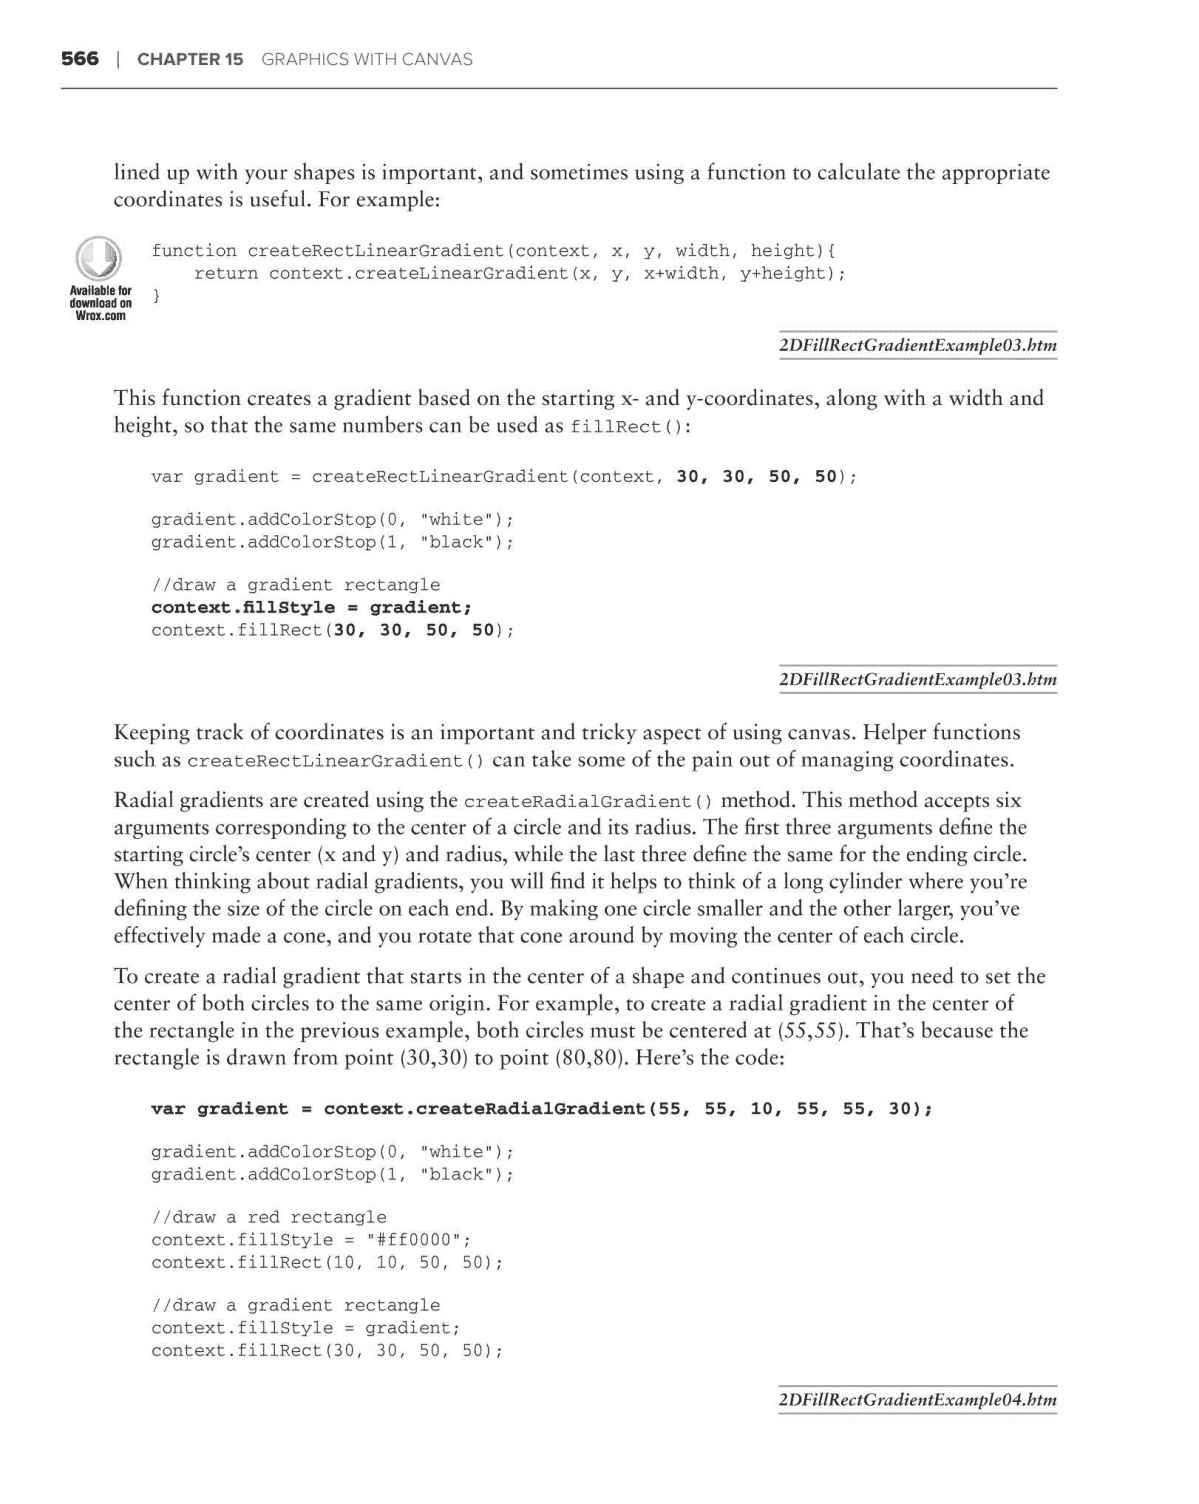 566 | CHAPTER 15 GRAPHICS WITH CANVAS
lined up with your shapes is important, and sometimes using a function to calculate the appropriate
coordinates is useful. For example:
function createRectLinearGradient(context, x, y, width, height){
    return context.createLinearGradient(x, y, x+width, y+height);
}
Available for
download on
Wrox.com
2DFillRectGradientExample03.htm
This function creates a gradient based on the starting x- and y-coordinates, along with a width and
height, so that the same numbers can be used as fillRect():
var gradient = createRectLinearGradient(context, 30, 30, 50, 50);
gradient.addColorStop(0, "white");
gradient.addColorStop(1, "black");
//draw a gradient rectangle
context.fillStyle = gradient;
context.fillRect(30, 30, 50, 50);
2DFillRectGradientExample03.htm
Keeping track of coordinates is an important and tricky aspect of using canvas. Helper functions
such as createRectLinearGradient() can take some of the pain out of managing coordinates.
Radial gradients are created using the createRadialGradient() method. This method accepts six
arguments corresponding to the center of a circle and its radius. The first three arguments define the
starting circle's center (x and y) and radius, while the last three define the same for the ending circle.
When thinking about radial gradients, you will find it helps to think of a long cylinder where you're
defining the size of the circle on each end. By making one circle smaller and the other larger, you've
effectively made a cone, and you rotate that cone around by moving the center of each circle.
To create a radial gradient that starts in the center of a shape and continues out, you need to set the
center of both circles to the same origin. For example, to create a radial gradient in the center of
the rectangle in the previous example, both circles must be centered at (55,55). That's because the
rectangle is drawn from point (30,30) to point (80,80). Here's the code:
var gradient = context.createRadialGradient(55, 55, 10, 55, 55, 30);
gradient.addColorStop(0, "white");
gradient.addColorStop(1, "black");
//draw a red rectangle
context.fillStyle = "#ff0000";
context.fillRect(10, 10, 50, 50);
//draw a gradient rectangle
context.fillStyle = gradient;
context.fillRect(30, 30, 50, 50);
2DFillRectGradientExample04.htm